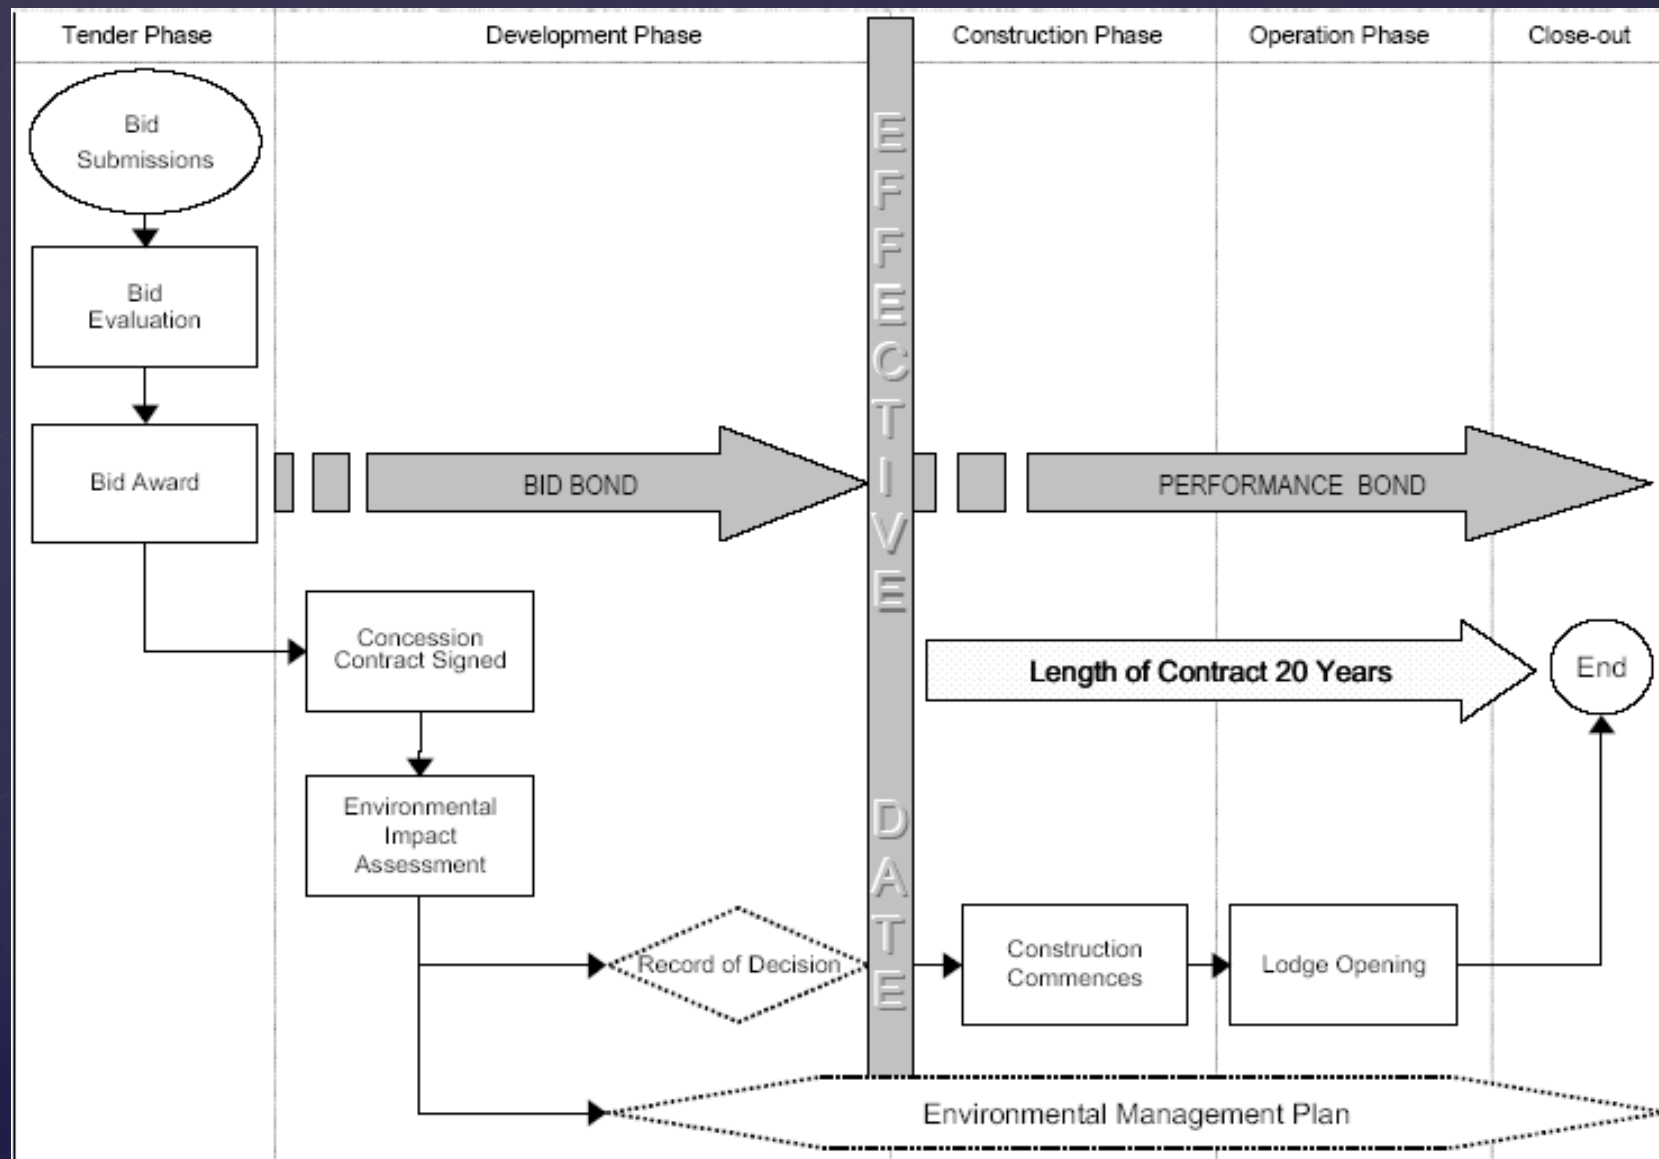 Tender Phase
Development Phase
Construction Phase
Operation Phase
Close-out
Bid
Submissions
Bid
Evaluation
Bid Award
BID BOND
EFFECTIVE DATE
PERFORMANCE BOND
Concession
Contract Signed
Length of Contract 20 Years
End
Environmental
Impact
Assessment
Record of Decision
Construction
Commences
Lodge Opening
Environmental Management Plan